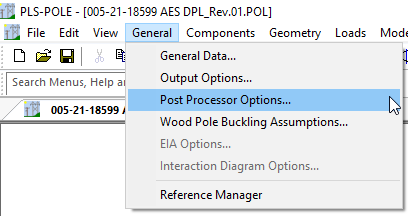 PLS-POLE - [005-21-18599 AES DPL_Rev.01.POL]
File Edit View General Components Geometry Loads
General Data...
Output Options...
Search Menus, Help
Post Processor Options...
005-21-18599
Wood Pole Buckling Assumptions...
EIA Options...
Interaction Diagram Options...
Reference Manager